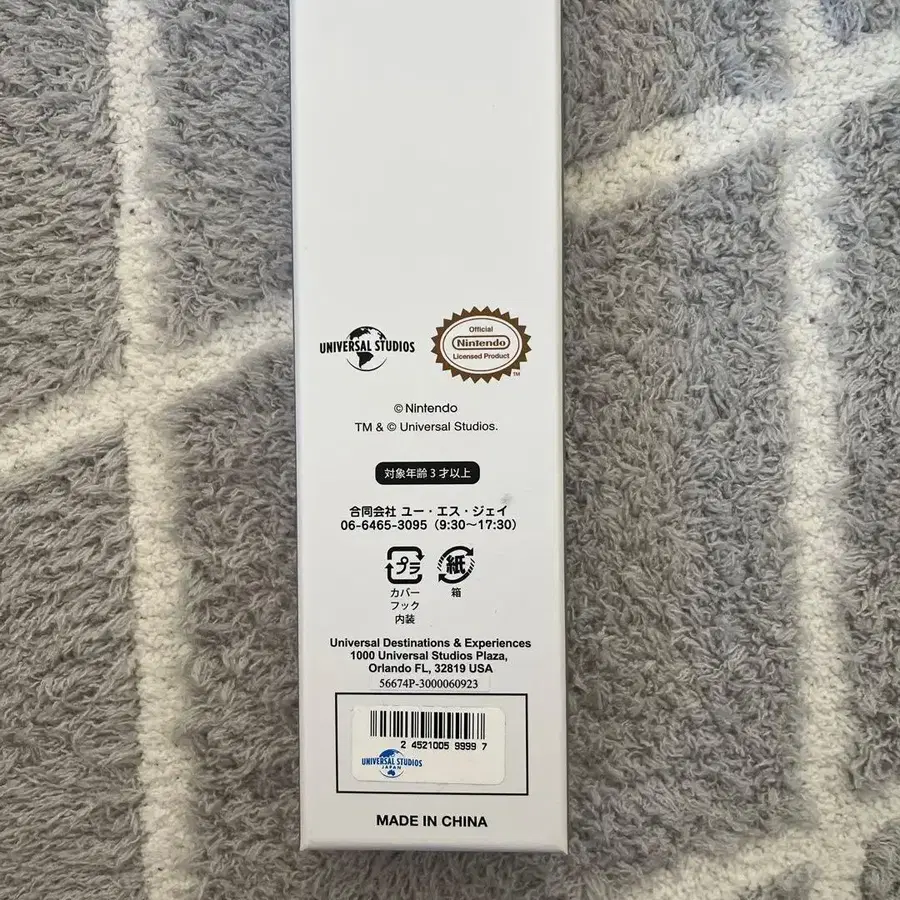 UNIVERSAL STUDIOS
Official
Nintendo
Licensed Product
TM
© Nintendo
TM & © Universal Studios.
対象年齢3才以上
合同会社 ユー・エス・ジェイ
06-6465-3095（9:30〜17:30）
プラ
紙
カバー
フック
内装
箱
Universal Destinations & Experiences
1000 Universal Studios Plaza,
Orlando FL, 32819 USA
56674P-3000060923
2 4521005 9999 7
UNIVERSAL STUDIOS
JAPAN
MADE IN CHINA